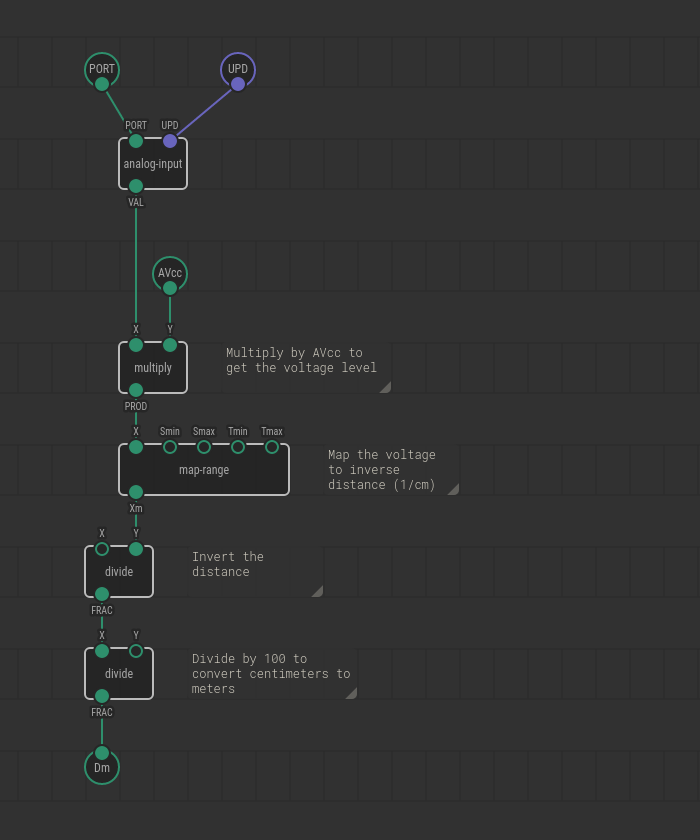 PORT UPD
PORT UPD
analog-input
VAL
AVcc
X Y
multiply
Multiply by AVcc to
get the voltage level
PROD
X Smin Smax Tmin Tmax
map-range
Map the voltage
to inverse
distance (1/cm)
Xm
X Y
divide
Invert the
distance
FRAC
X Y
divide
Divide by 100 to
convert centimeters to
meters
FRAC
Dm